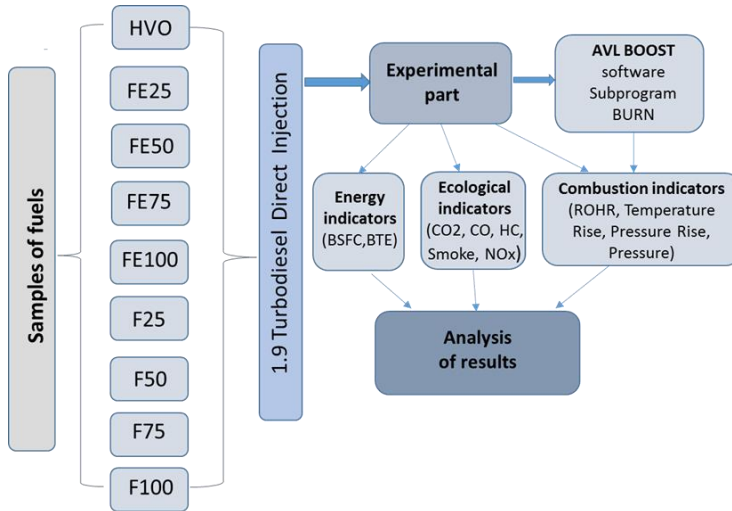 Samples of fuels
HVO
FE25
FE50
FE75
FE100
F25
F50
F75
F100
1.9 Turbodiesel Direct Injection
Experimental
part
AVL BOOST
software
Subprogram
BURN
Energy
indicators
(BSFC,BTE)
Ecological
indicators
(CO2, CO, HC,
Smoke, NOx)
Combustion indicators
(ROHR, Temperature
Rise, Pressure Rise,
Pressure)
Analysis
of results